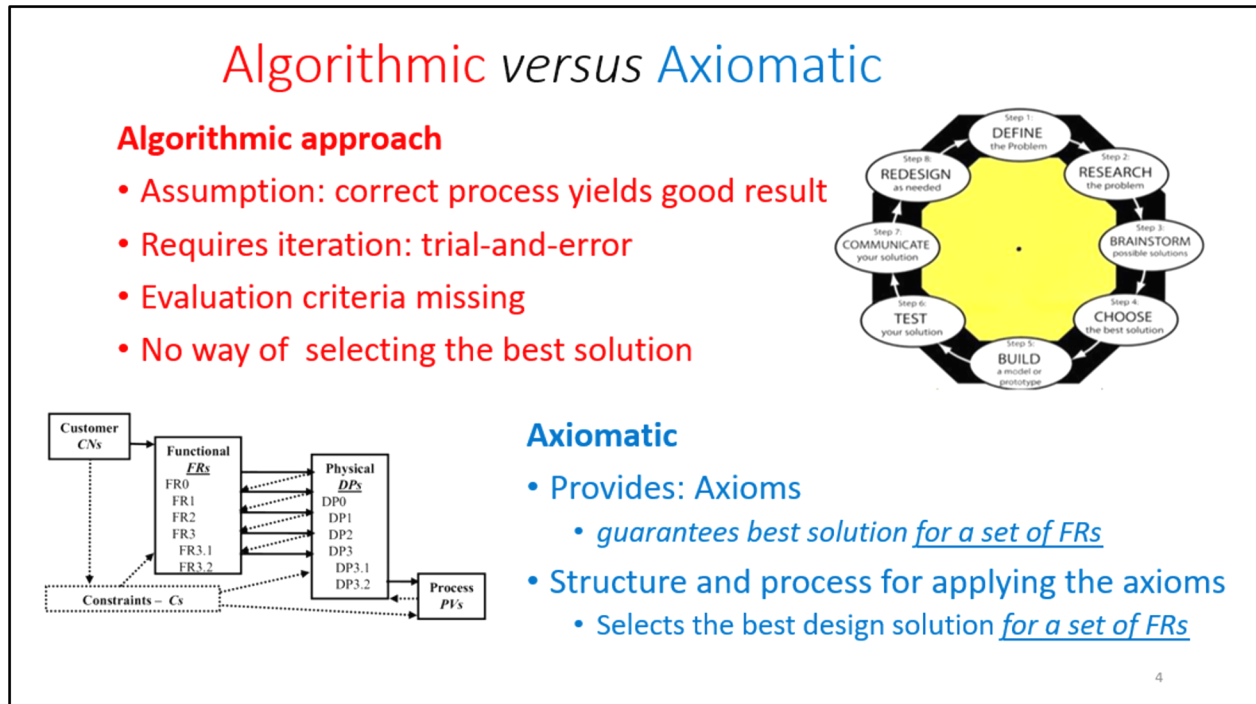 Algorithmic versus Axiomatic
Algorithmic approach
• Assumption: correct process yields good result
• Requires iteration: trial-and-error
• Evaluation criteria missing
• No way of selecting the best solution
Step 1:
DEFINE
the Problem
Step 2:
RESEARCH
the problem
Step 3:
BRAINSTORM
possible solutions
Step 4:
CHOOSE
the best solution
Step 5:
BUILD
a model or
prototype
Step 6:
TEST
your solution
Step 7:
COMMUNICATE
your solution
Step 8:
REDESIGN
as needed
Customer
CNs
Functional
FRs
FR0
FR1
FR2
FR3
FR3.1
FR3.2
Physical
DPs
DP0
DP1
DP2
DP3
DP3.1
DP3.2
Process
PVs
Constraints – Cs
Axiomatic
• Provides: Axioms
• guarantees best solution for a set of FRs
• Structure and process for applying the axioms
• Selects the best design solution for a set of FRs
4